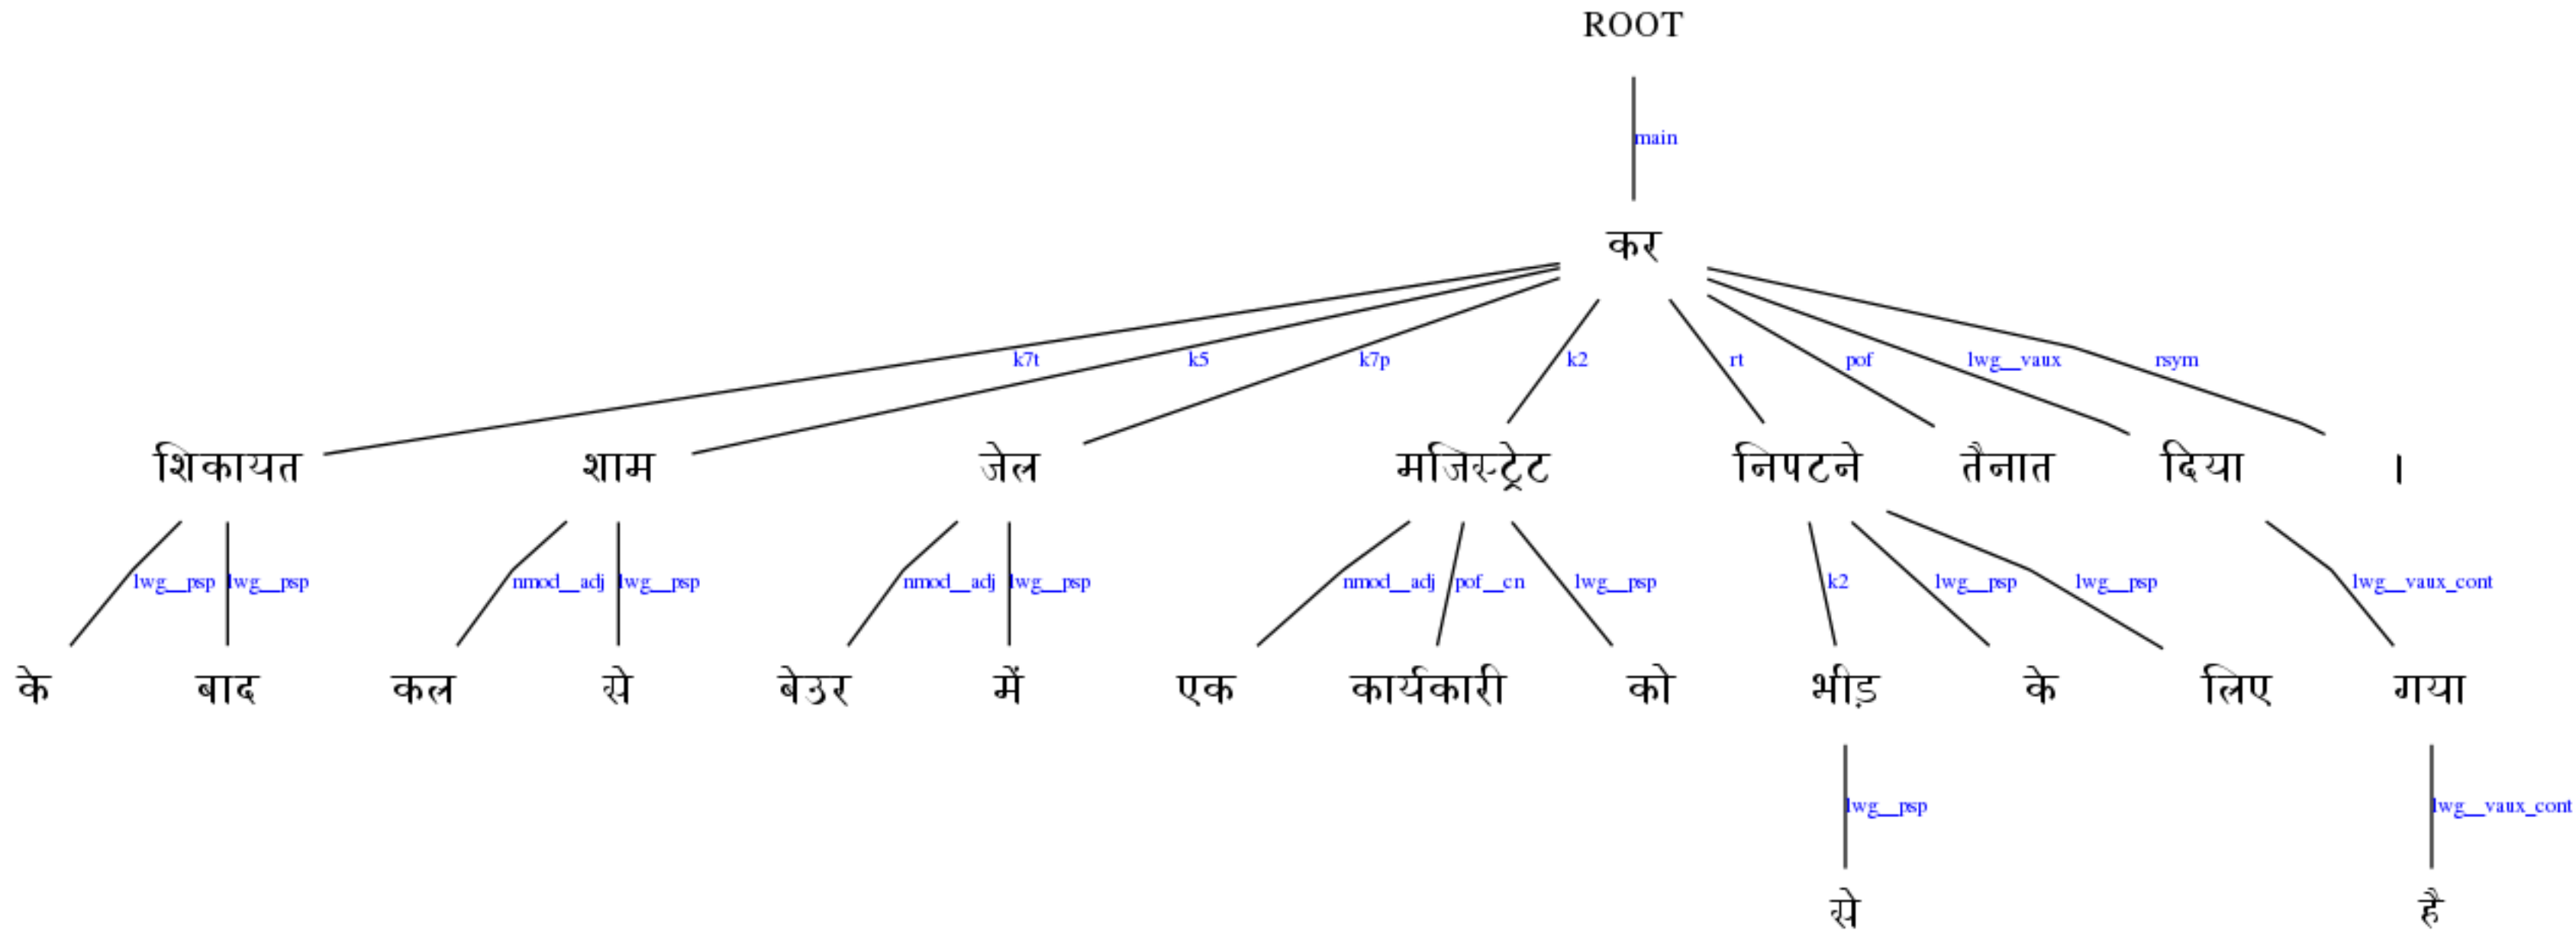 ROOT
main
कर
k7t k5 k7p k2 rt pof lwg__vaux rsym
शिकायत शाम जेल मजिस्ट्रेट निपटने तैनात दिया ।
lwg__psp lwg__psp nmod__adj lwg__psp nmod__adj lwg__psp nmod__adj pof__cn lwg__psp k2 lwg__psp lwg__psp lwg__vaux_cont
के बाद कल से बेउर में एक कार्यकारी को भीड़ के लिए गया
lwg__psp lwg__vaux_cont
से है